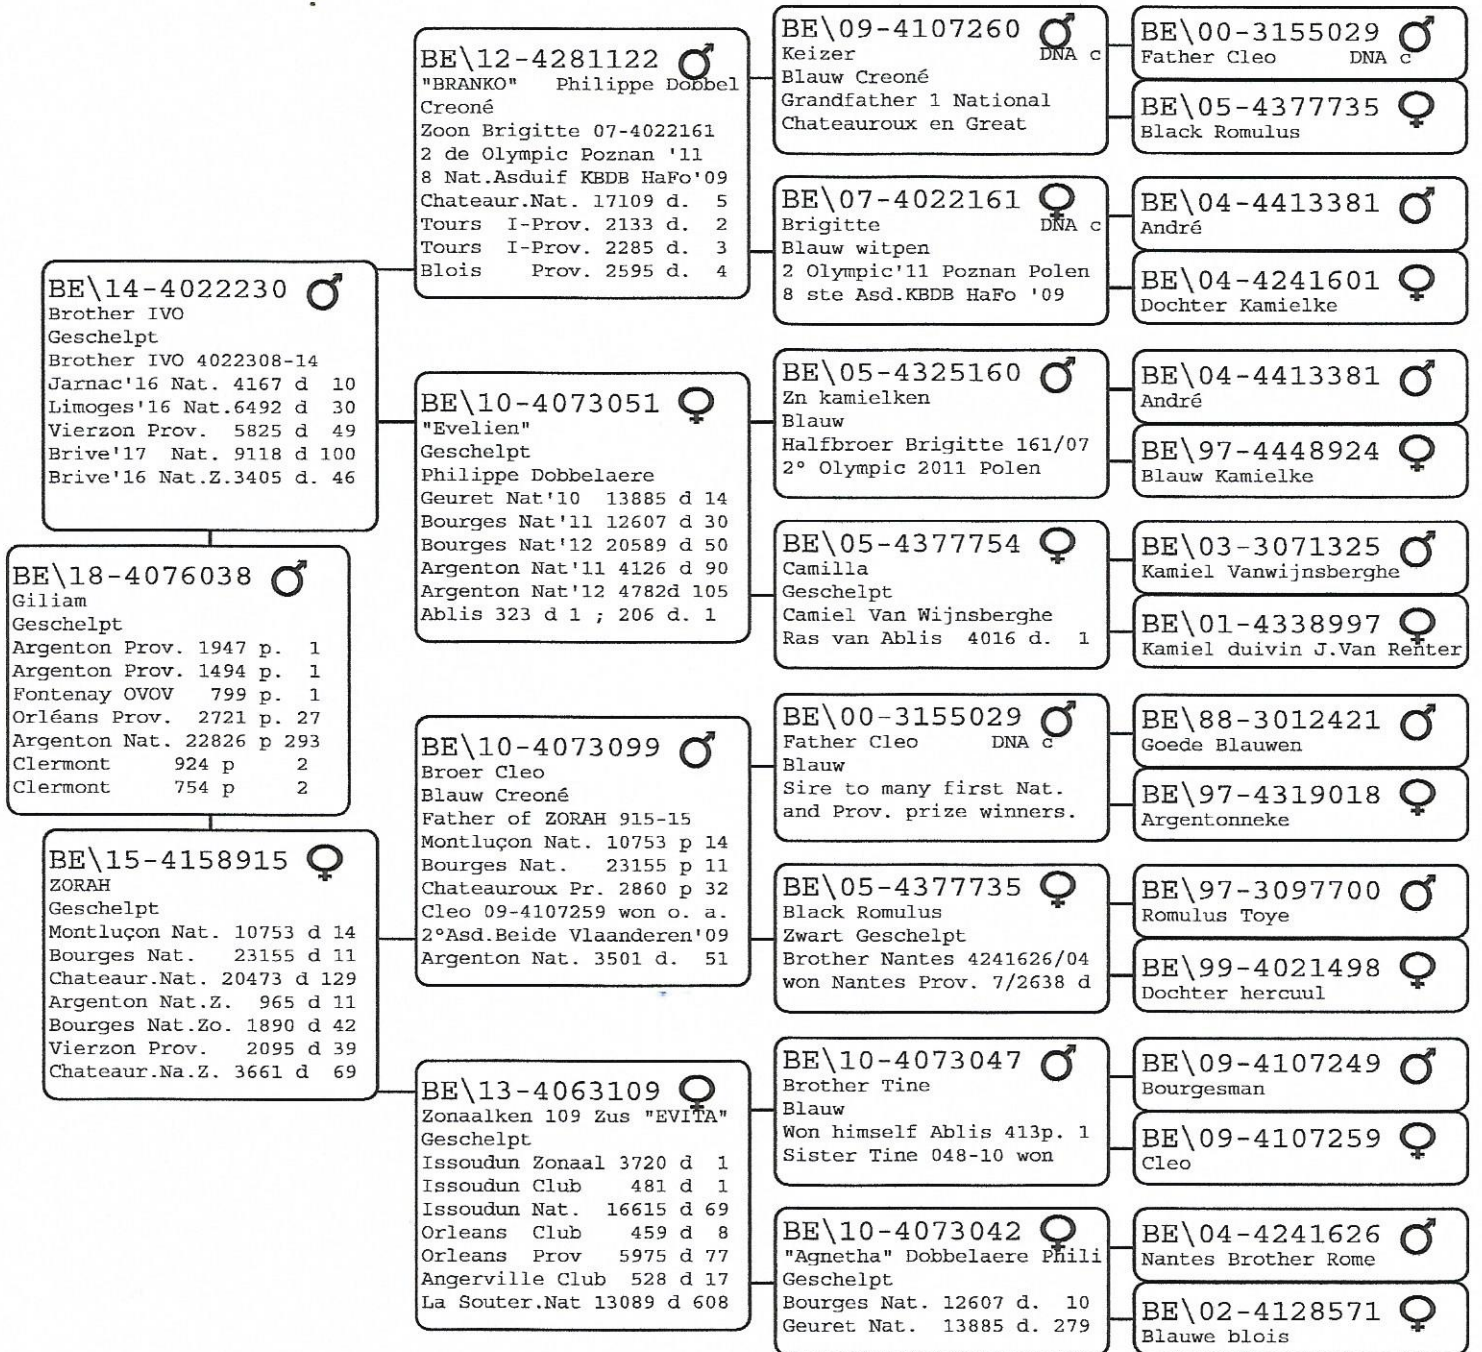 BE\18-4076038 ♂
Giliam
Geschelpt
Argenton Prov. 1947 p. 1
Argenton Prov. 1494 p. 1
Fontenay OVOV 799 p. 1
Orléans Prov. 2721 p. 27
Argenton Nat. 22826 p 293
Clermont 924 p 2
Clermont 754 p 2
BE\14-4022230 ♂
Brother IVO
Geschelpt
Brother IVO 4022308-14
Jarnac'16 Nat. 4167 d 10
Limoges'16 Nat.6492 d 30
Vierzon Prov. 5825 d 49
Brive'17 Nat. 9118 d 100
Brive'16 Nat.Z.3405 d. 46
BE\15-4158915 ♀
ZORAH
Geschelpt
Montluçon Nat. 10753 d 14
Bourges Nat. 23155 d 11
Chateaur.Nat. 20473 d 129
Argenton Nat.Z. 965 d 11
Bourges Nat.Zo. 1890 d 42
Vierzon Prov. 2095 d 39
Chateaur.Na.Z. 3661 d 69
BE\12-4281122 ♂
"BRANKO" Philippe Dobbel
Creoné
Zoon Brigitte 07-4022161
2 de Olympic Poznan '11
8 Nat.Asduif KBDB HaFo'09
Chateaur.Nat. 17109 d. 5
Tours I-Prov. 2133 d. 2
Tours I-Prov. 2285 d. 3
Blois Prov. 2595 d. 4
BE\10-4073051 ♀
"Evelien"
Geschelpt
Philippe Dobbelaere
Geuret Nat'10 13885 d 14
Bourges Nat'11 12607 d 30
Bourges Nat'12 20589 d 50
Argenton Nat'11 4126 d 90
Argenton Nat'12 4782d 105
Ablis 323 d 1 ; 206 d. 1
BE\10-4073099 ♂
Broer Cleo
Blauw Creoné
Father of ZORAH 915-15
Montluçon Nat. 10753 p 14
Bourges Nat. 23155 p 11
Chateauroux Pr. 2860 p 32
Cleo 09-4107259 won o. a.
2°Asd.Beide Vlaanderen'09
Argenton Nat. 3501 d. 51
BE\13-4063109 ♀
Zonaalken 109 Zus "EVITA"
Geschelpt
Issoudun Zonaal 3720 d 1
Issoudun Club 481 d 1
Issoudun Nat. 16615 d 69
Orleans Club 459 d 8
Orleans Prov 5975 d 77
Angerville Club 528 d 17
La Souter.Nat 13089 d 608
BE\09-4107260 ♂
Keizer DNA c
Blauw Creoné
Grandfather 1 National
Chateauroux en Great
BE\07-4022161 ♀
Brigitte DNA c
Blauw witpen
2 Olympic'11 Poznan Polen
8 ste Asd.KBDB HaFo '09
BE\05-4325160 ♂
Zn kamielken
Blauw
Halfbroer Brigitte 161/07
2° Olympic 2011 Polen
BE\05-4377754 ♀
Camilla
Geschelpt
Camiel Van Wijnsberghe
Ras van Ablis 4016 d. 1
BE\00-3155029 ♂
Father Cleo DNA c
Blauw
Sire to many first Nat.
and Prov. prize winners.
BE\05-4377735 ♀
Black Romulus
Zwart Geschelpt
Brother Nantes 4241626/04
won Nantes Prov. 7/2638 d
BE\10-4073047 ♂
Brother Tine
Blauw
Won himself Ablis 413p. 1
Sister Tine 048-10 won
BE\10-4073042 ♀
"Agnetha" Dobbelaere Phili
Geschelpt
Bourges Nat. 12607 d. 10
Geuret Nat. 13885 d. 279
BE\00-3155029 ♂
Father Cleo DNA c
BE\05-4377735 ♀
Black Romulus
BE\04-4413381 ♂
André
BE\04-4241601 ♀
Dochter Kamielke
BE\04-4413381 ♂
André
BE\97-4448924 ♀
Blauw Kamielke
BE\03-3071325 ♂
Kamiel Vanwijnsberghe
BE\01-4338997 ♀
Kamiel duivin J.Van Renter
BE\88-3012421 ♂
Goede Blauwen
BE\97-4319018 ♀
Argentonneke
BE\97-3097700 ♂
Romulus Toye
BE\99-4021498 ♀
Dochter hercuul
BE\09-4107249 ♂
Bourgesman
BE\09-4107259 ♀
Cleo
BE\04-4241626 ♂
Nantes Brother Rome
BE\02-4128571 ♀
Blauwe blois